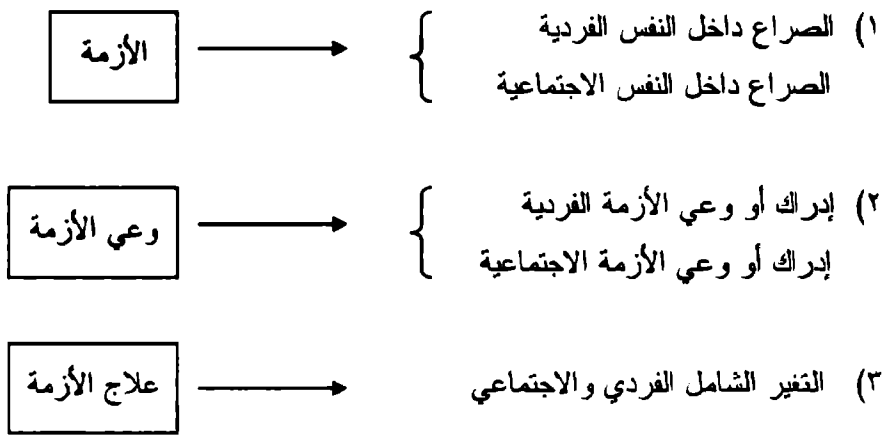 ١) الصراع داخل النفس الفردية
الصراع داخل النفس الاجتماعية
الأزمة
٢) إدراك أو وعي الأزمة الفردية
إدراك أو وعي الأزمة الاجتماعية
وعي الأزمة
٣) التغير الشامل الفردي والاجتماعي
علاج الأزمة